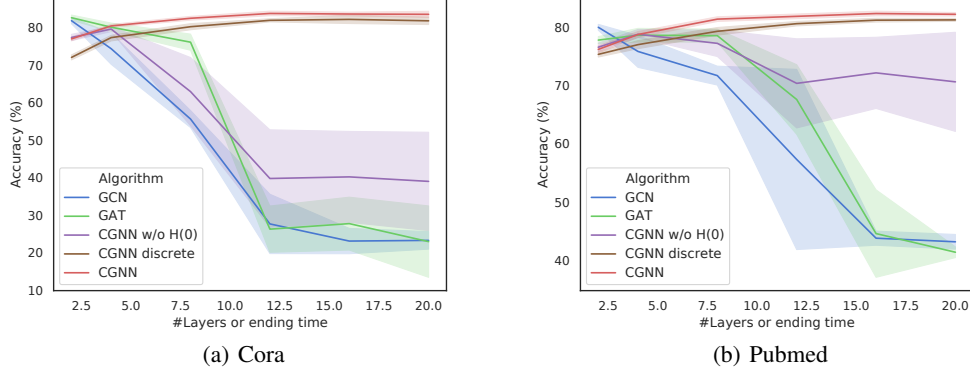 80
70
60
50
40
30
20
10
Accuracy (%)
Algorithm
GCN
GAT
CGNN w/o H(0)
CGNN discrete
CGNN
2.5 5.0 7.5 10.0 12.5 15.0 17.5 20.0
#Layers or ending time
(a) Cora
80
70
60
50
40
Accuracy (%)
Algorithm
GCN
GAT
CGNN w/o H(0)
CGNN discrete
CGNN
2.5 5.0 7.5 10.0 12.5 15.0 17.5 20.0
#Layers or ending time
(b) Pubmed